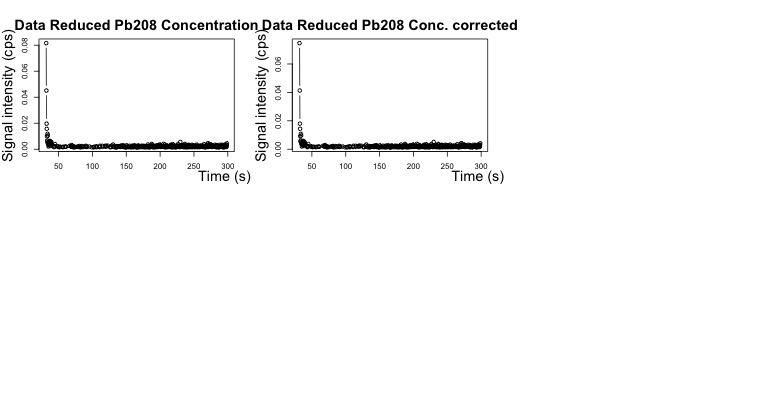 Data Reduced Pb208 Concentration
Signal intensity (cps)
0.00 0.02 0.04 0.06 0.08
50 100 150 200 250 300
Time (s)
Data Reduced Pb208 Conc. corrected
Signal intensity (cps)
0.00 0.02 0.04 0.06
50 100 150 200 250 300
Time (s)